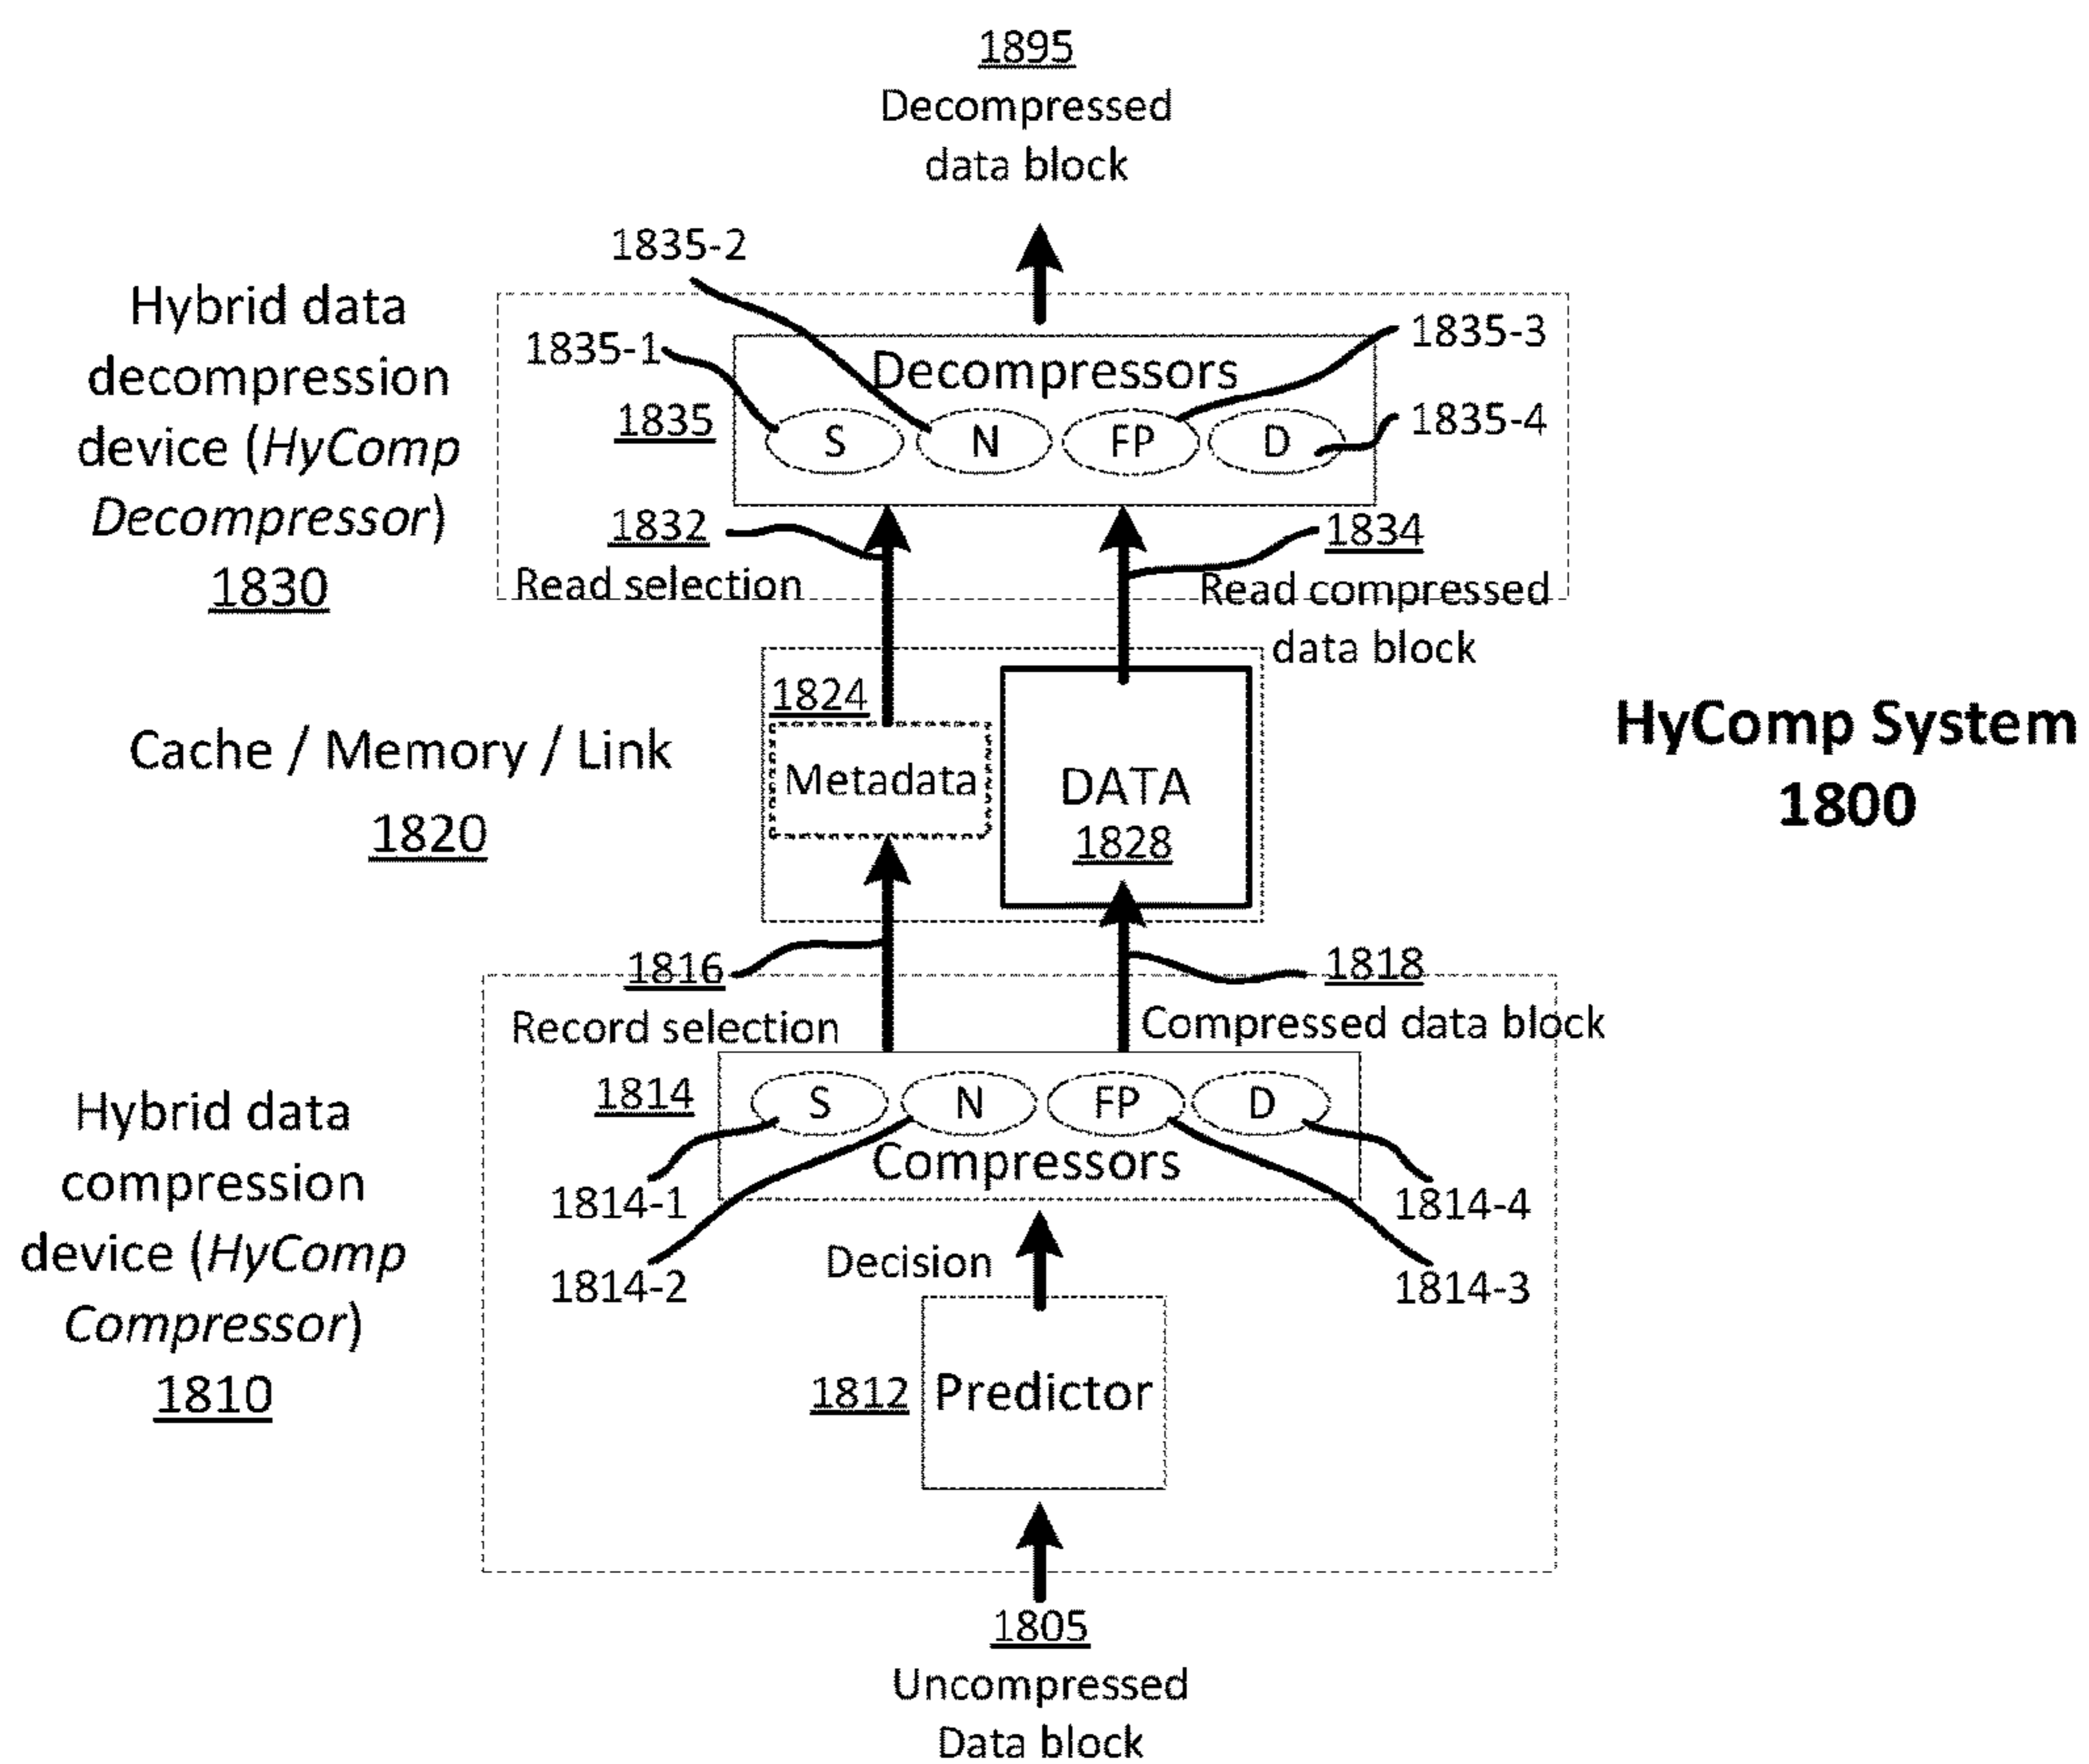 1895
Decompressed
data block
1835-2
Hybrid data
decompression
device (HyComp
Decompressor)
1830
1835-1
Decompressors
1835-3
1835
S N FP D
1835-4
1832
Read selection
1834
Read compressed
data block
1824
Metadata
DATA
1828
Cache / Memory / Link
1820
HyComp System
1800
1816
Record selection
1818
Compressed data block
1814
S N FP D
Compressors
Hybrid data
compression
device (HyComp
Compressor)
1810
1814-1
1814-2
1814-4
1814-3
Decision
1812
Predictor
1805
Uncompressed
Data block